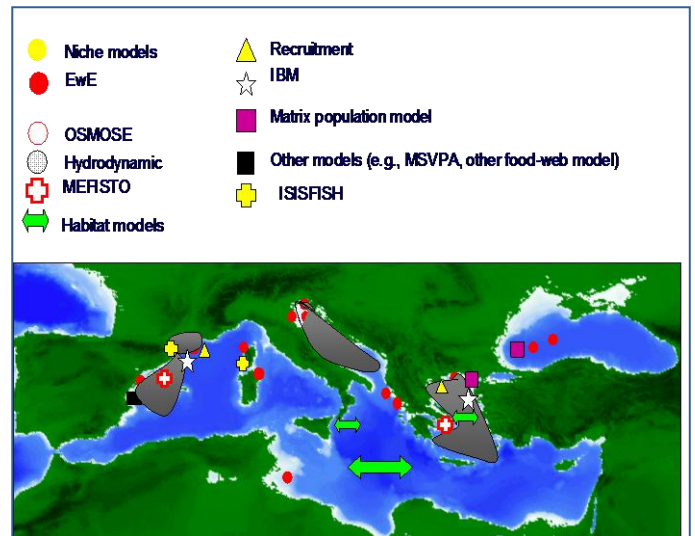 Niche models
EwE
OSMOSE
Hydrodynamic
MEFISTO
Habitat models
Recruitment
IBM
Matrix population model
Other models (e.g., MSVPA, other food-web model)
ISISFISH